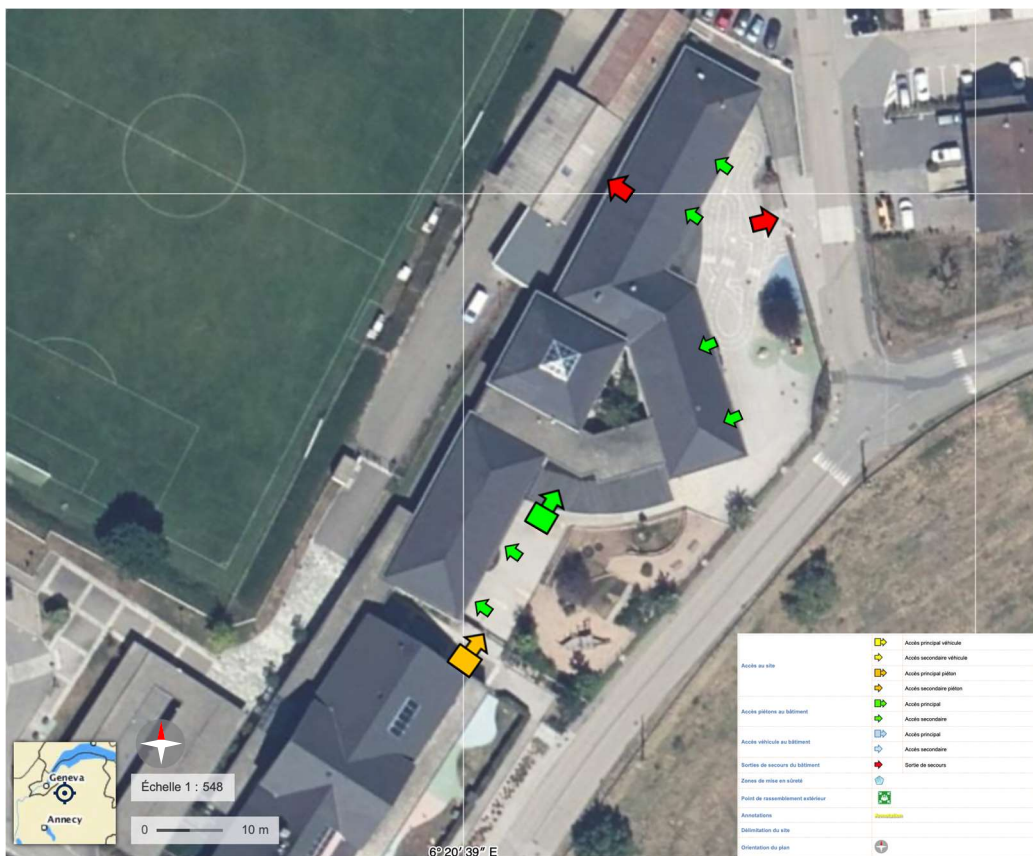 Accès au site
Accès principal véhicule
Accès secondaire véhicule
Accès principal piéton
Accès secondaire piéton
Accès piétons au bâtiment
Accès principal
Accès secondaire
Accès véhicule au bâtiment
Accès principal
Accès secondaire
Sorties de secours du bâtiment
Sortie de secours
Zones de mise en sûreté
Point de rassemblement extérieur
Annotations
Annotation
Délimitation du site
Orientation du plan
Geneva
Annecy
Échelle 1 : 548
0 10 m
6° 20' 39" E